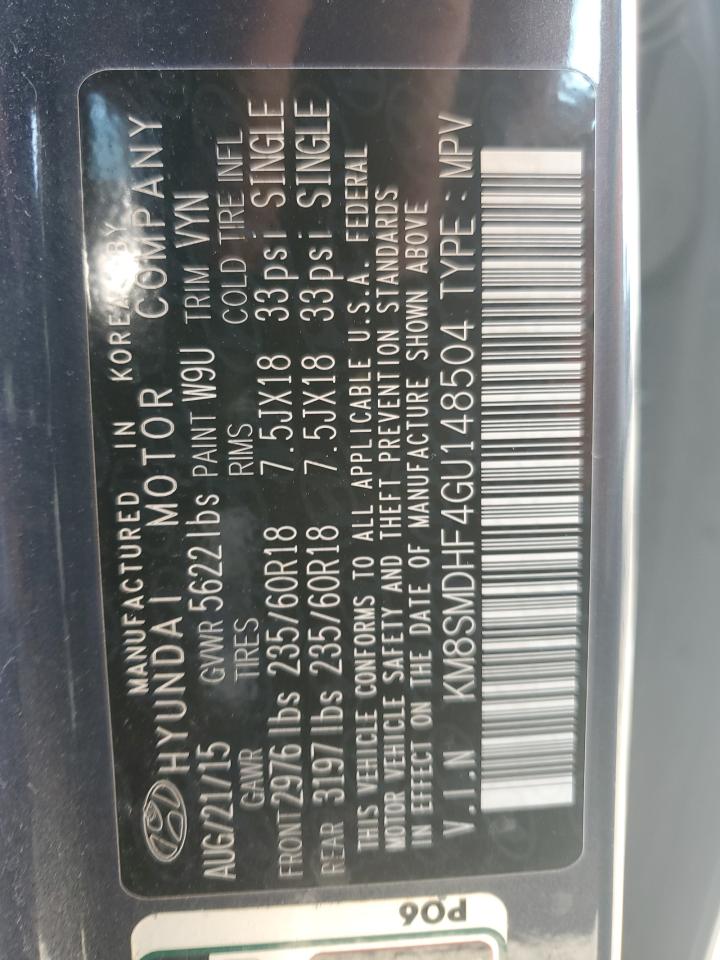 MANUFACTURED IN KOREA BY
HYUNDAI MOTOR COMPANY
AUG/21/15 GVWR 5622 lbs PAINT W9U TRIM VYN
GAWR TIRES RIMS COLD TIRE INFL
FRONT 2976 lbs 235/60R18 7.5JX18 33psi SINGLE
REAR 3197 lbs 235/60R18 7.5JX18 33psi SINGLE
THIS VEHICLE CONFORMS TO ALL APPLICABLE U.S.A. FEDERAL
MOTOR VEHICLE SAFETY AND THEFT PREVENTION STANDARDS
IN EFFECT ON THE DATE OF MANUFACTURE SHOWN ABOVE
V.I.N KM8SMDHF4GU148504 TYPE : MPV
P06